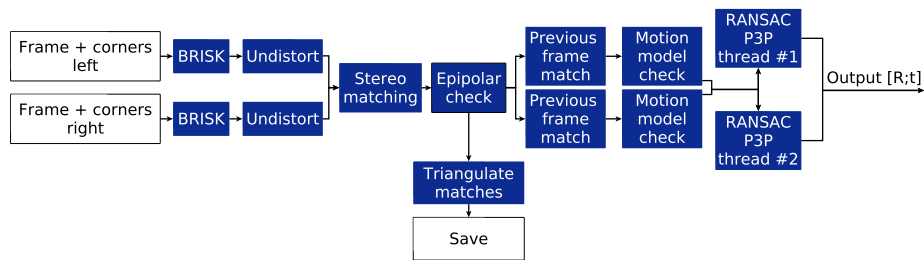 Frame + corners
left
BRISK
Undistort
Frame + corners
right
BRISK
Undistort
Stereo
matching
Epipolar
check
Previous
frame
match
Motion
model
check
Previous
frame
match
Motion
model
check
RANSAC
P3P
thread #1
RANSAC
P3P
thread #2
Output [R;t]
Triangulate
matches
Save